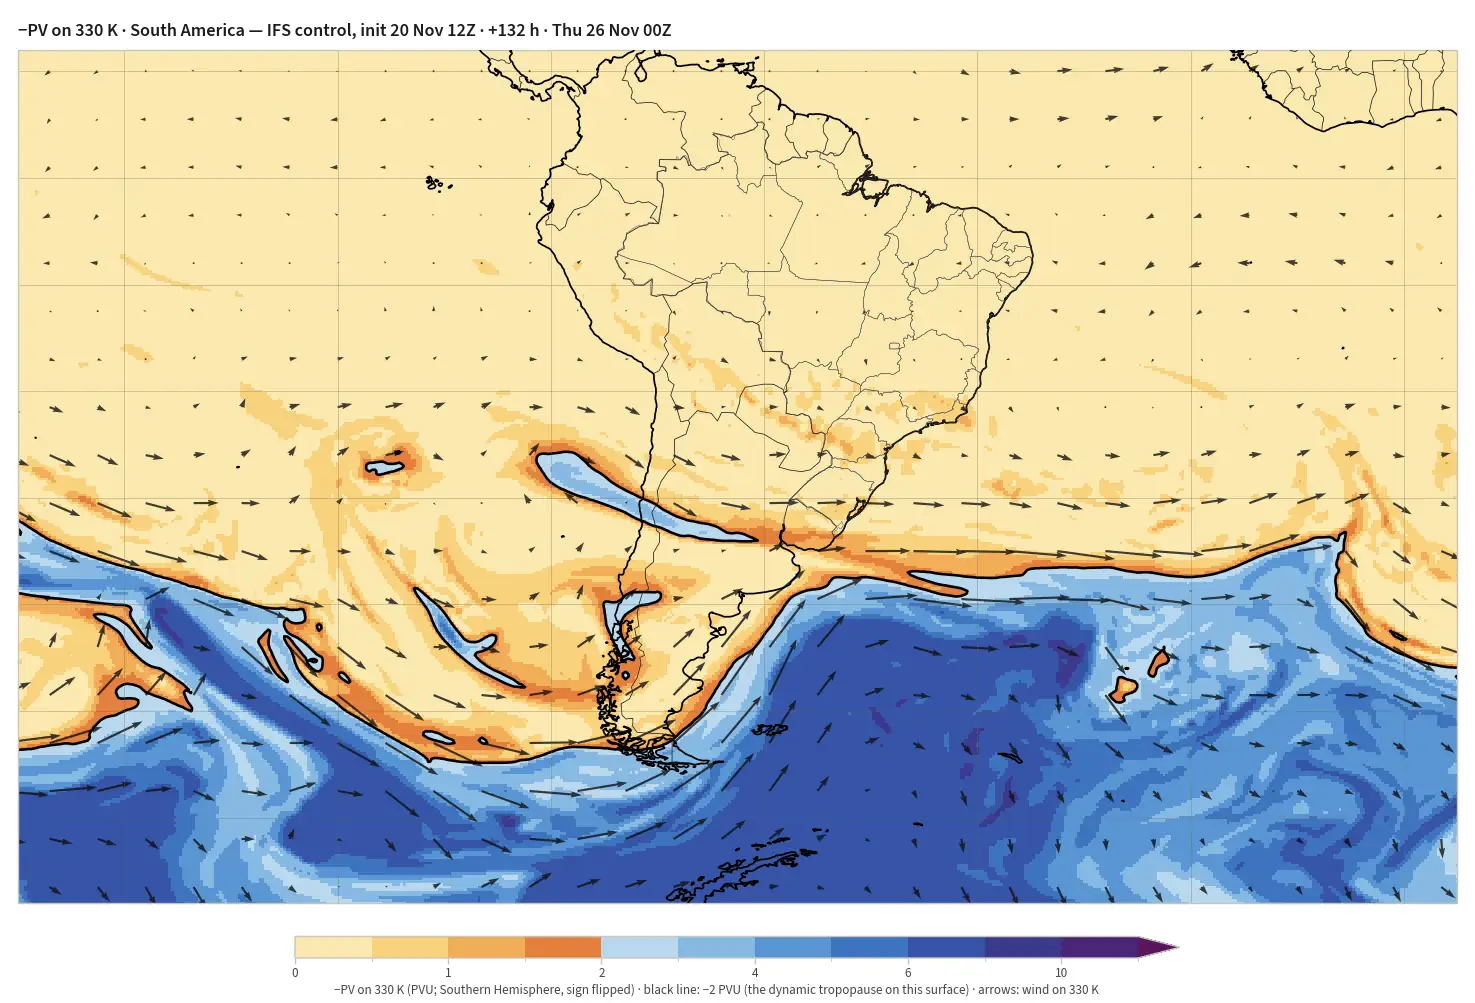 −PV on 330 K · South America — IFS control, init 20 Nov 12Z · +132 h · Thu 26 Nov 00Z
0 1 2 4 6 10
−PV on 330 K (PVU; Southern Hemisphere, sign flipped) · black line: −2 PVU (the dynamic tropopause on this surface) · arrows: wind on 330 K